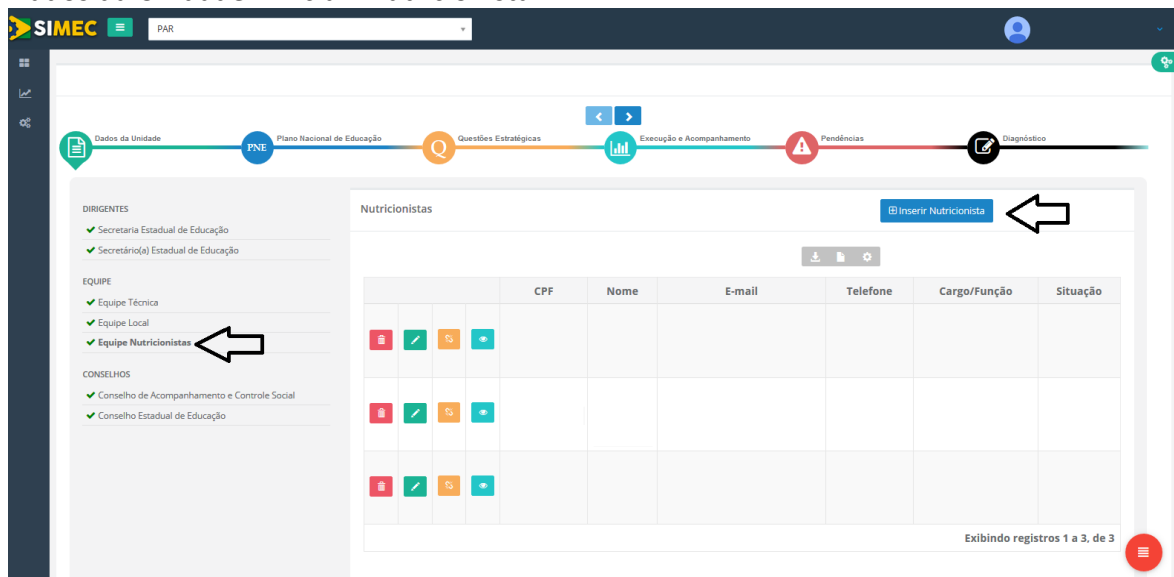 SIMEC
PAR
Dados da Unidade
Plano Nacional de Educação
Questões Estratégicas
Execução e Acompanhamento
Pendências
Diagnóstico
PNE
Q
DIRIGENTES
Secretaria Estadual de Educação
Secretário(a) Estadual de Educação
EQUIPE
Equipe Técnica
Equipe Local
Equipe Nutricionistas
CONSELHOS
Conselho de Acompanhamento e Controle Social
Conselho Estadual de Educação
Nutricionistas
Inserir Nutricionista
CPF Nome E-mail Telefone Cargo/Função Situação
Exibindo registros 1 a 3, de 3